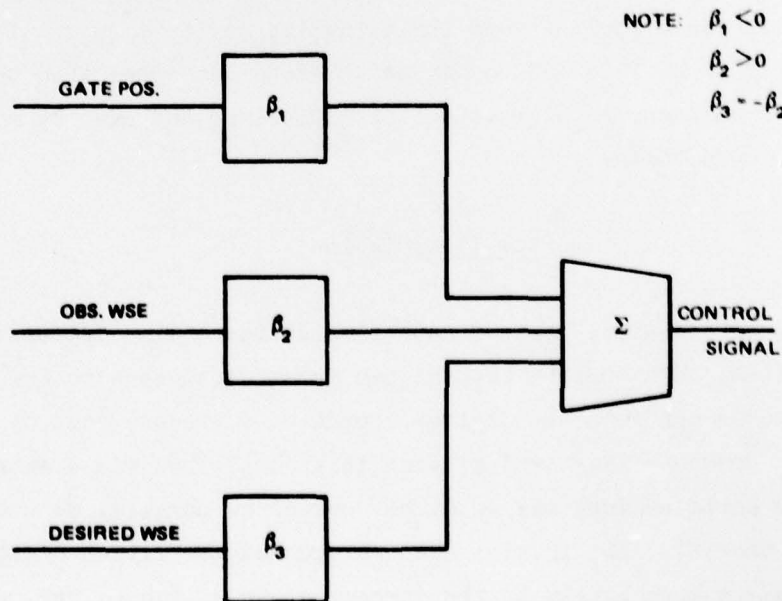 NOTE: β₁ < 0
β₂ > 0
β₃ = -β₂
GATE POS.
β₁
OBS. WSE
β₂
Σ
CONTROL
SIGNAL
DESIRED WSE
β₃